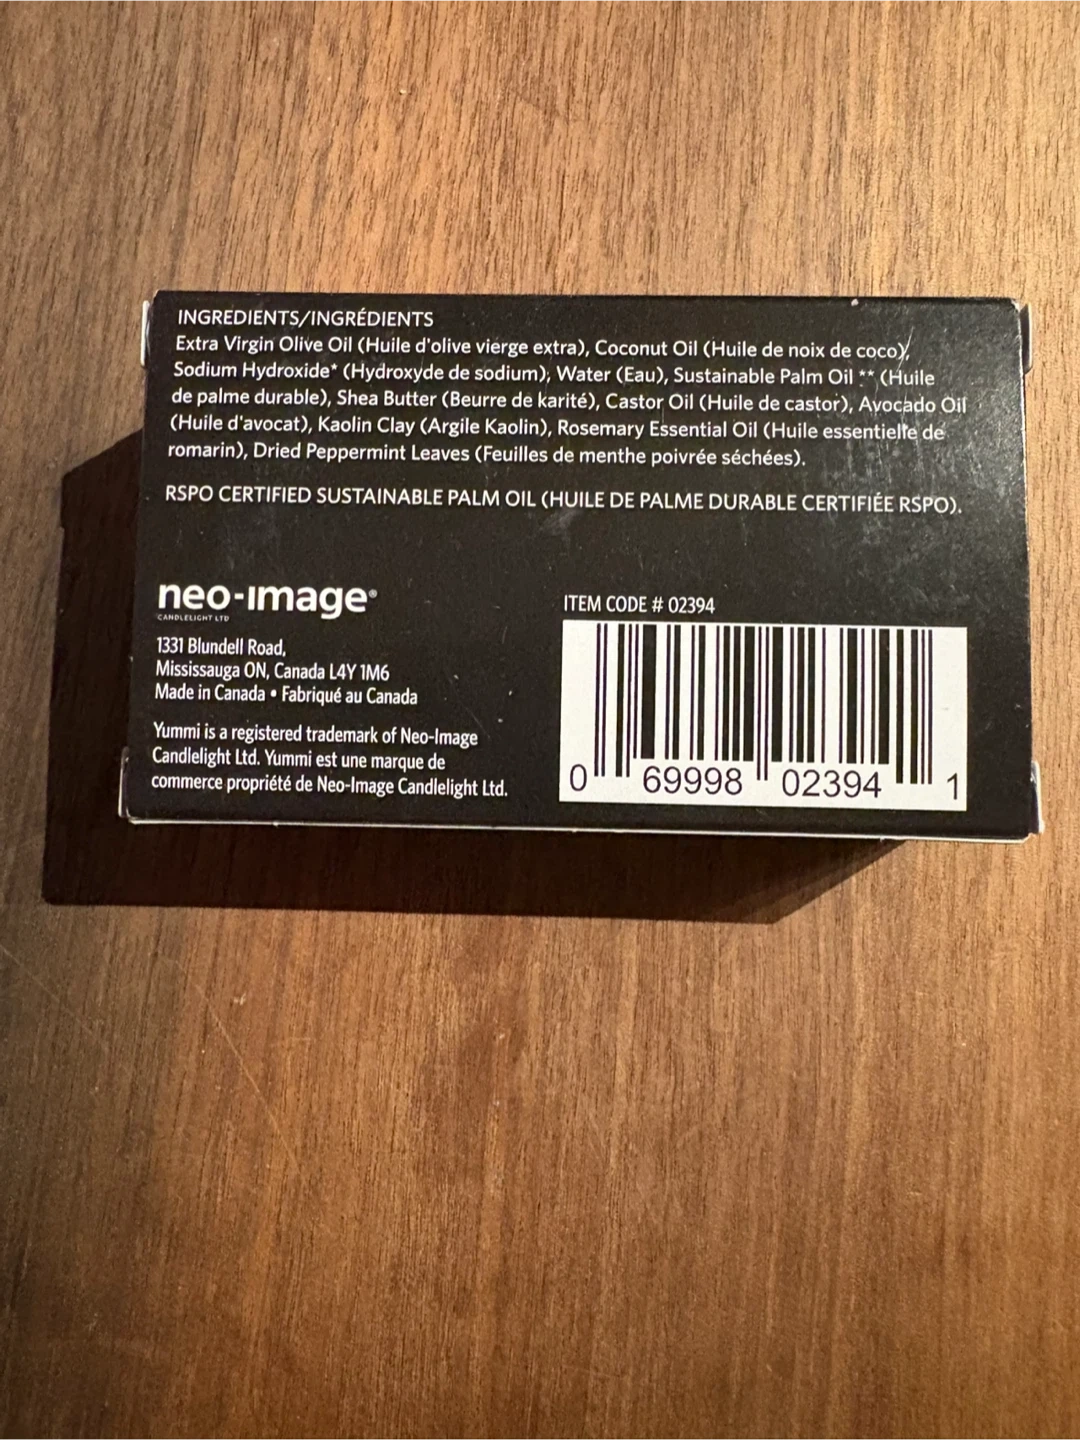 INGREDIENTS/INGRÉDIENTS
Extra Virgin Olive Oil (Huile d'olive vierge extra), Coconut Oil (Huile de noix de coco),
Sodium Hydroxide* (Hydroxyde de sodium), Water (Eau), Sustainable Palm Oil ** (Huile
de palme durable), Shea Butter (Beurre de karité), Castor Oil (Huile de castor), Avocado Oil
(Huile d'avocat), Kaolin Clay (Argile Kaolin), Rosemary Essential Oil (Huile essentielle de
romarin), Dried Peppermint Leaves (Feuilles de menthe poivrée séchées).
RSPO CERTIFIED SUSTAINABLE PALM OIL (HUILE DE PALME DURABLE CERTIFIÉE RSPO).
neo-image®
CANDLELIGHT LTD
1331 Blundell Road,
Mississauga ON, Canada L4Y 1M6
Made in Canada • Fabriqué au Canada
Yummi is a registered trademark of Neo-Image
Candlelight Ltd. Yummi est une marque de
commerce propriété de Neo-Image Candlelight Ltd.
ITEM CODE # 02394
0 69998 02394 1